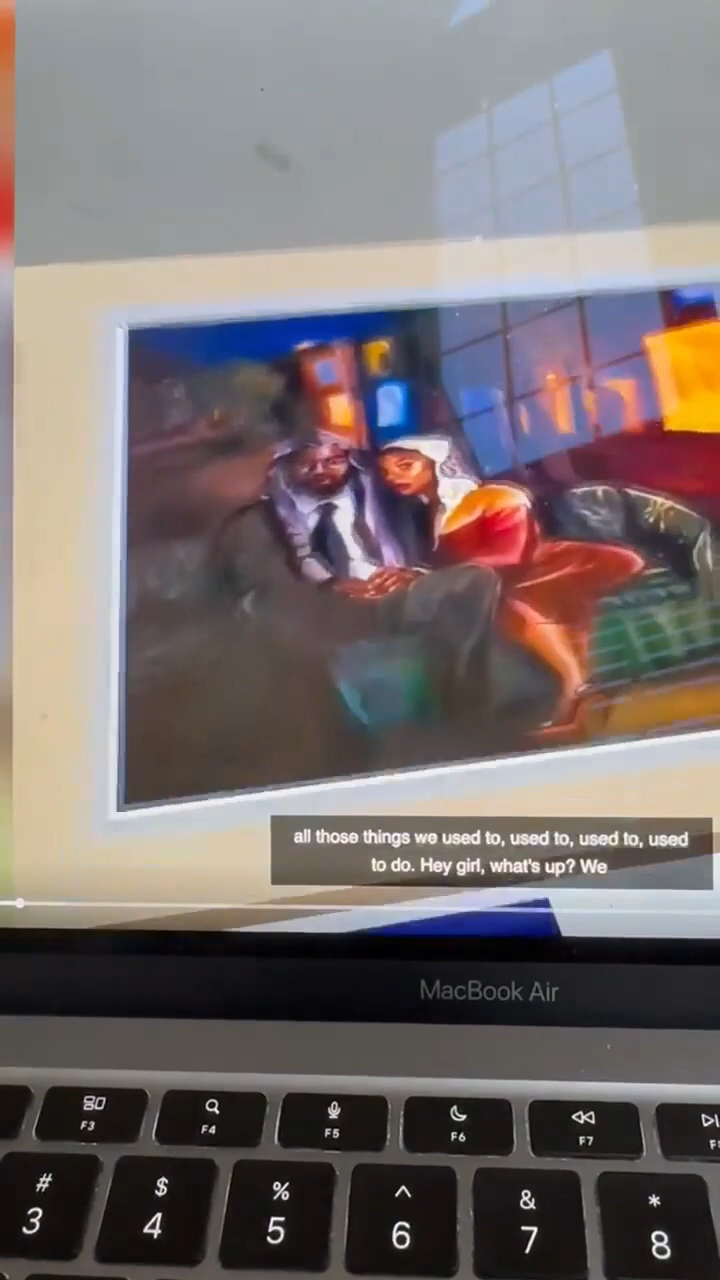 all those things we used to, used to, used to, used
to do. Hey girl, what's up? We
MacBook Air
F3
F4
F5
F6
F7
#
3
$
4
%
5
^
6
&
7
*
8